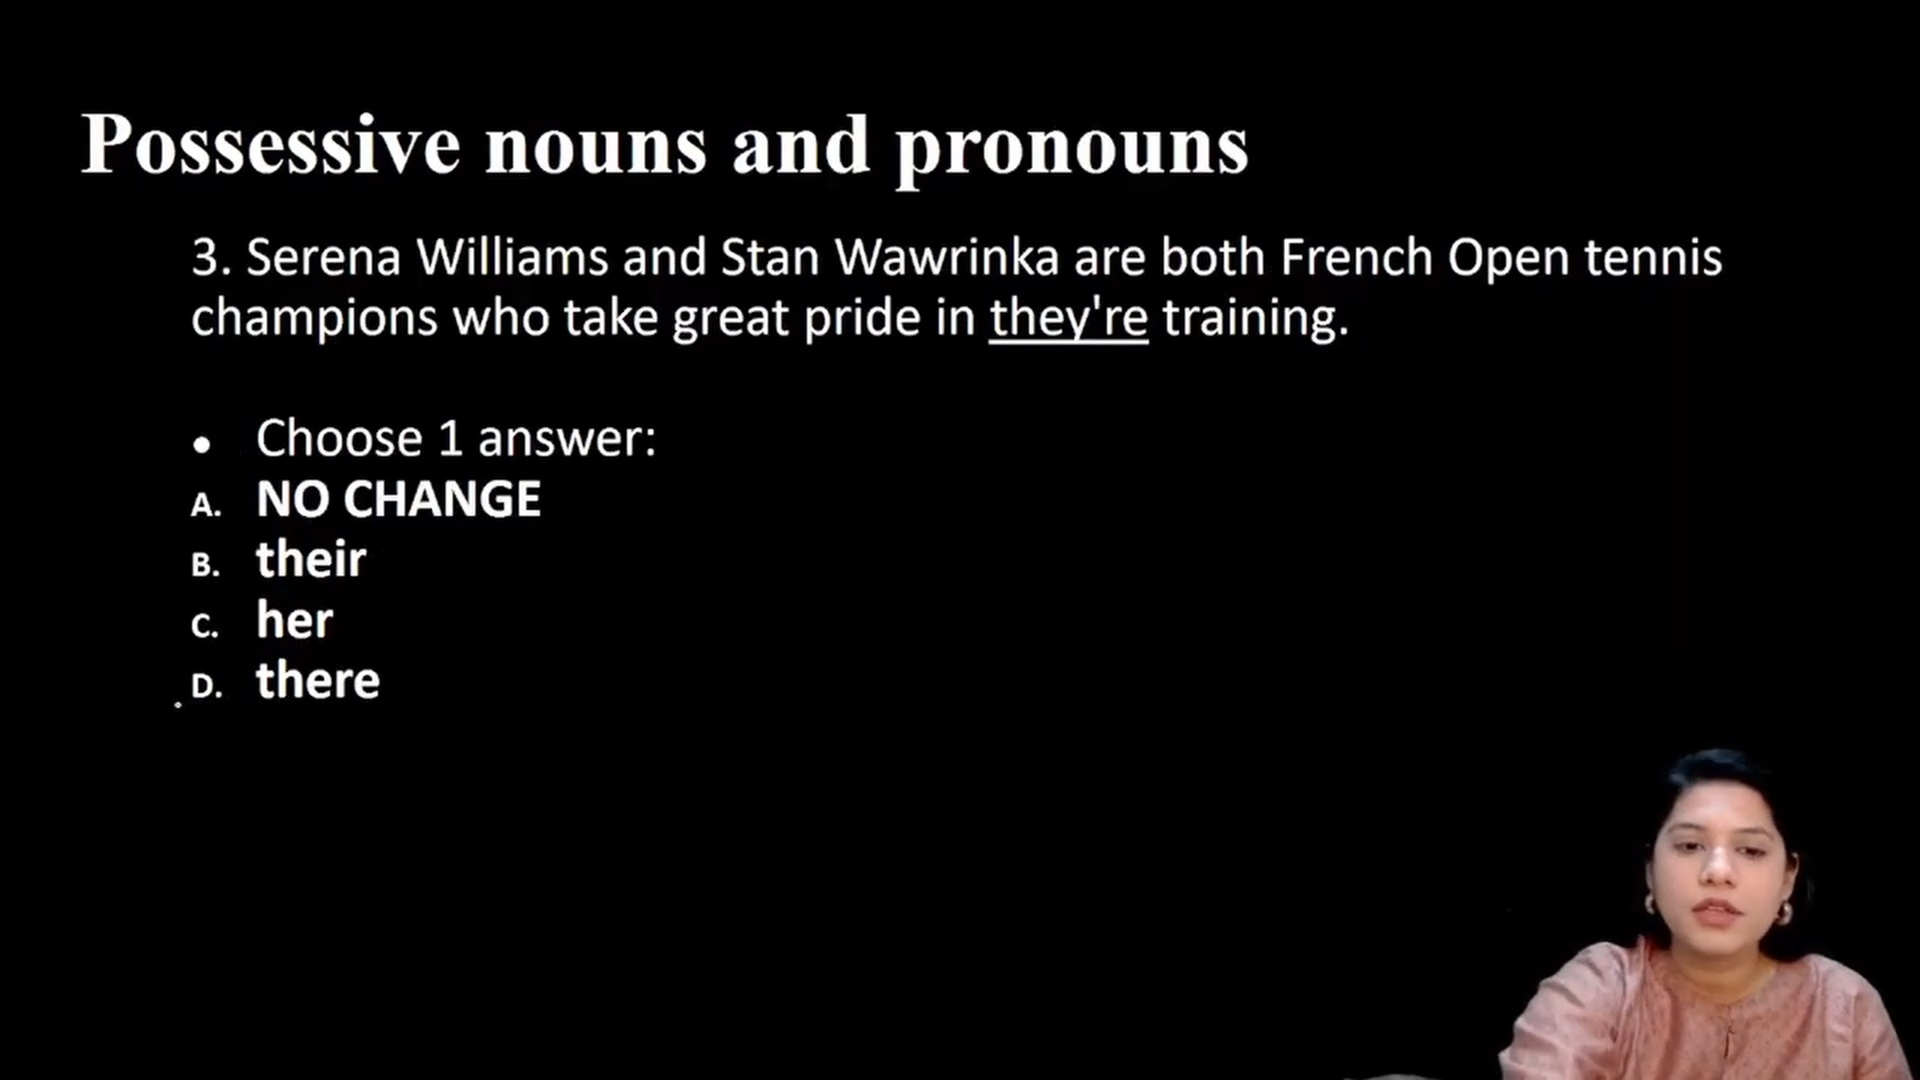 Possessive nouns and pronouns
3. Serena Williams and Stan Wawrinka are both French Open tennis
champions who take great pride in they're training.
• Choose 1 answer:
A. NO CHANGE
B. their
C. her
D. there